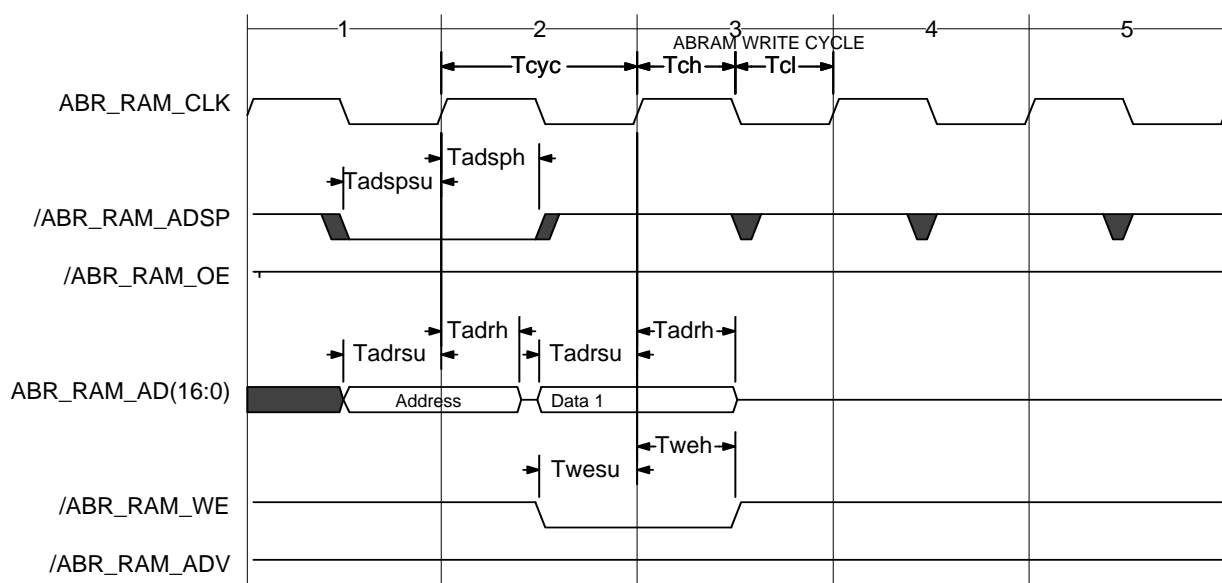 1 2 3 4 5
ABRAM WRITE CYCLE
Tcyc Tch Tcl
ABR_RAM_CLK
Tadsph
Tadspsu
/ABR_RAM_ADSP
/ABR_RAM_OE
Tadrh Tadrh
Tadrsu Tadrsu
ABR_RAM_AD(16:0)
Address Data 1
Tweh
Twesu
/ABR_RAM_WE
/ABR_RAM_ADV